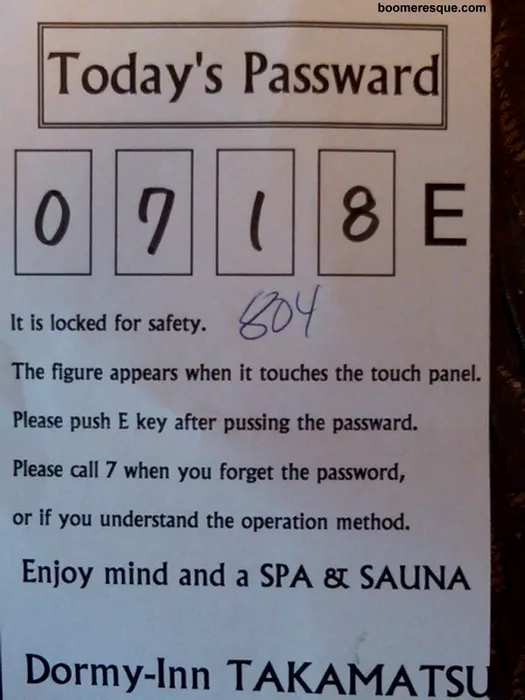 boomeresque.com
Today's Passward
0 7 1 8 E
It is locked for safety. 804
The figure appears when it touches the touch panel.
Please push E key after pussing the passward.
Please call 7 when you forget the password,
or if you understand the operation method.
Enjoy mind and a SPA & SAUNA
Dormy-Inn TAKAMATSU